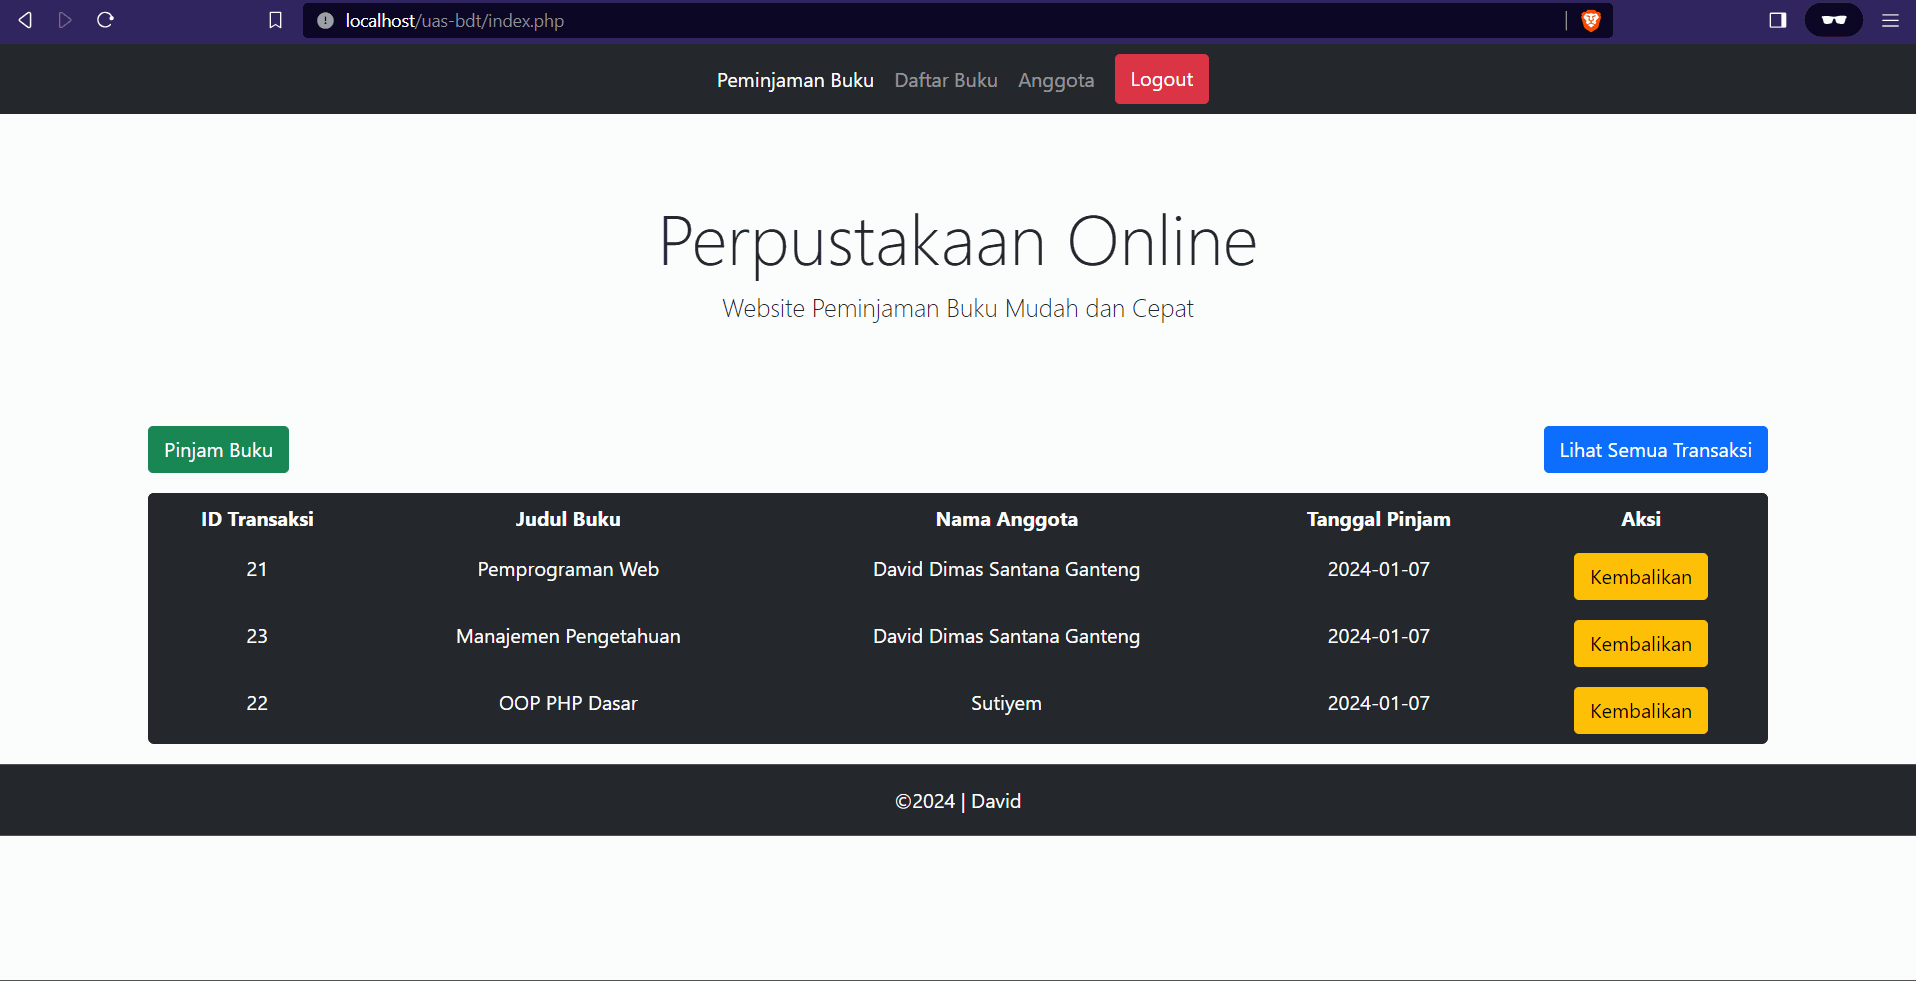 localhost/uas-bdt/index.php
Peminjaman Buku Daftar Buku Anggota Logout
Perpustakaan Online
Website Peminjaman Buku Mudah dan Cepat
Pinjam Buku Lihat Semua Transaksi
ID Transaksi Judul Buku Nama Anggota Tanggal Pinjam Aksi
21 Pemprograman Web David Dimas Santana Ganteng 2024-01-07 Kembalikan
23 Manajemen Pengetahuan David Dimas Santana Ganteng 2024-01-07 Kembalikan
22 OOP PHP Dasar Sutiyem 2024-01-07 Kembalikan
©2024 | David